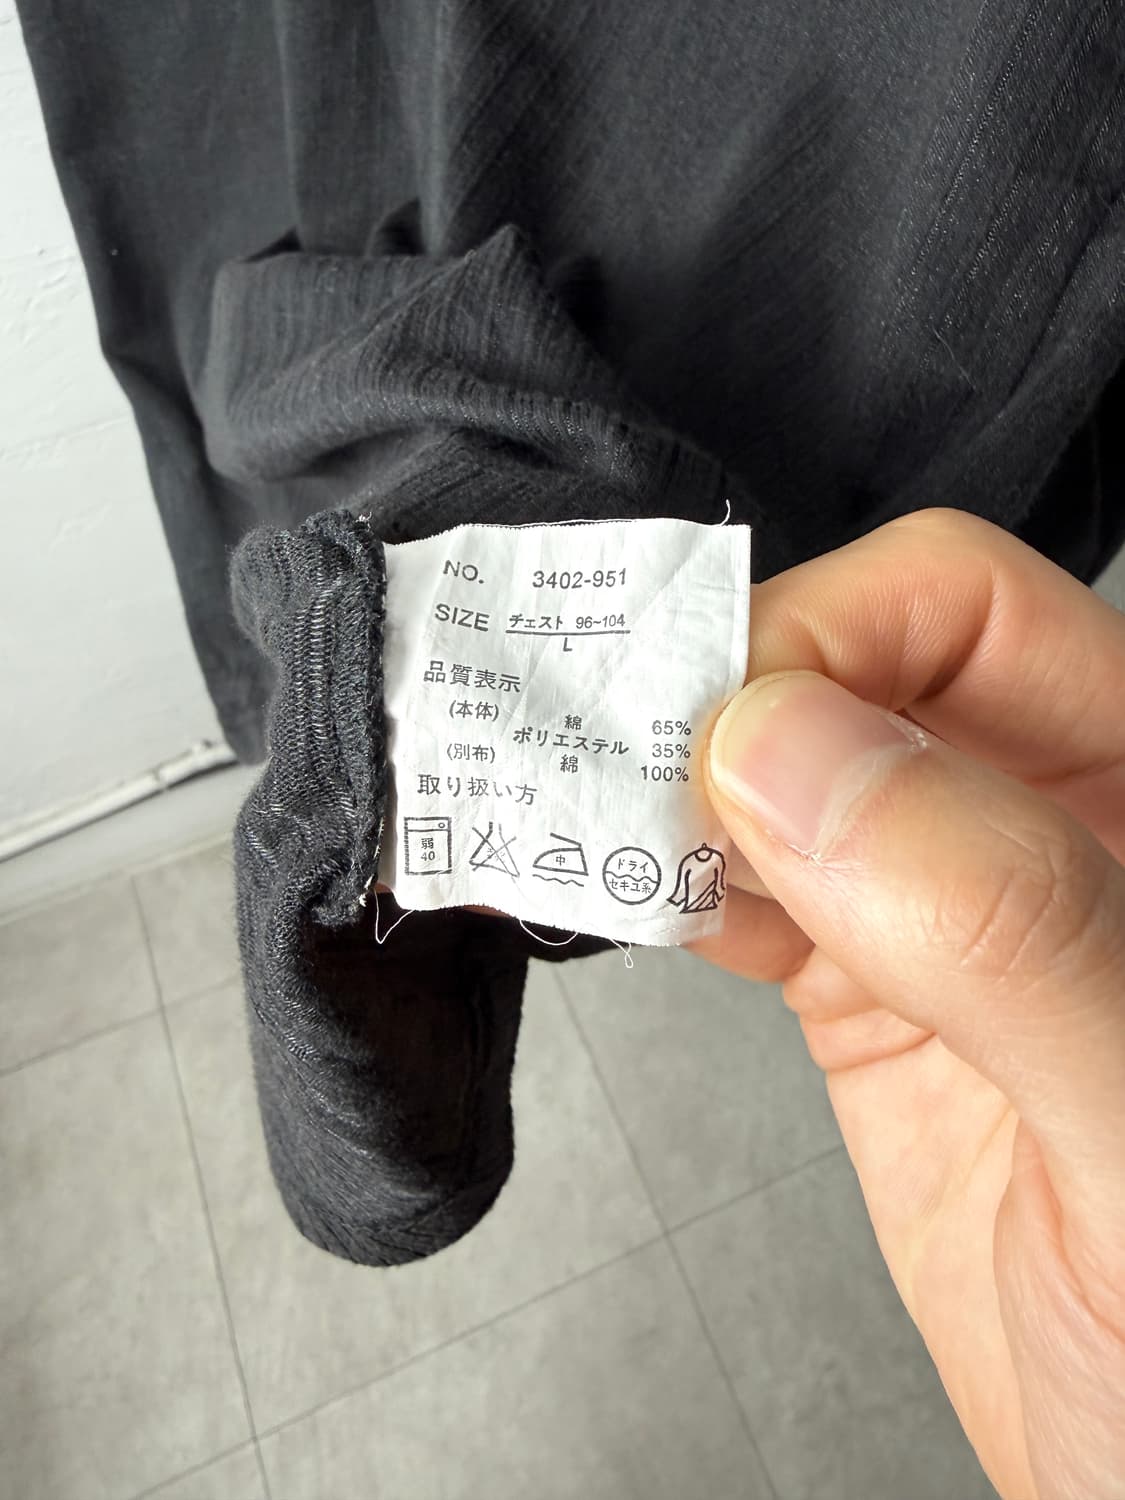 NO. 3402-951
SIZE チェスト 96~104
L
品質表示
(本体) 綿 65%
ポリエステル 35%
(別布) 綿 100%
取り扱い方
弱 40
中
ドライ
セキユ系